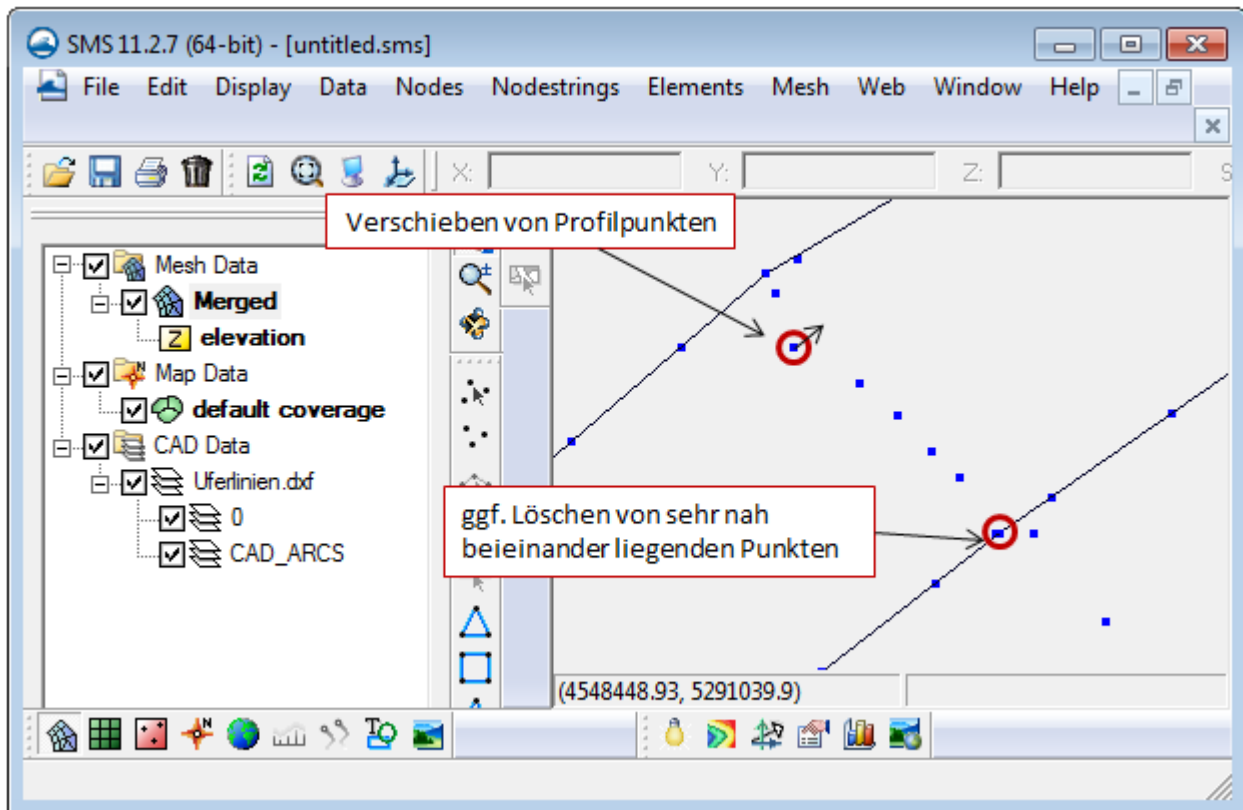 SMS 11.2.7 (64-bit) - [untitled.sms]
File Edit Display Data Nodes Nodestrings Elements Mesh Web Window Help
X: Y: Z: S
Verschieben von Profilpunkten
Mesh Data
Merged
Z elevation
Map Data
default coverage
CAD Data
Uferlinien.dxf
0
CAD_ARCS
ggf. Löschen von sehr nah
beieinander liegenden Punkten
(4548448.93, 5291039.9)